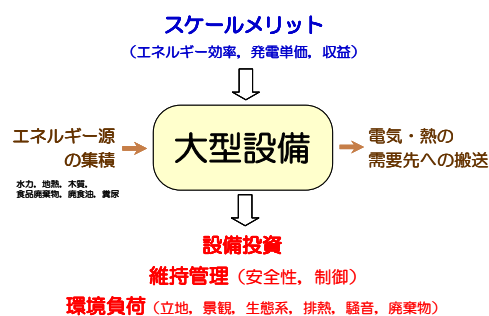 スケールメリット
（エネルギー効率，発電単価，収益）
エネルギー源
の集積
水力，地熱，木質，
食品廃棄物，廃食油，糞尿
大型設備
電気・熱の
需要先への搬送
設備投資
維持管理（安全性，制御）
環境負荷（立地，景観，生態系，排熱，騒音，廃棄物）